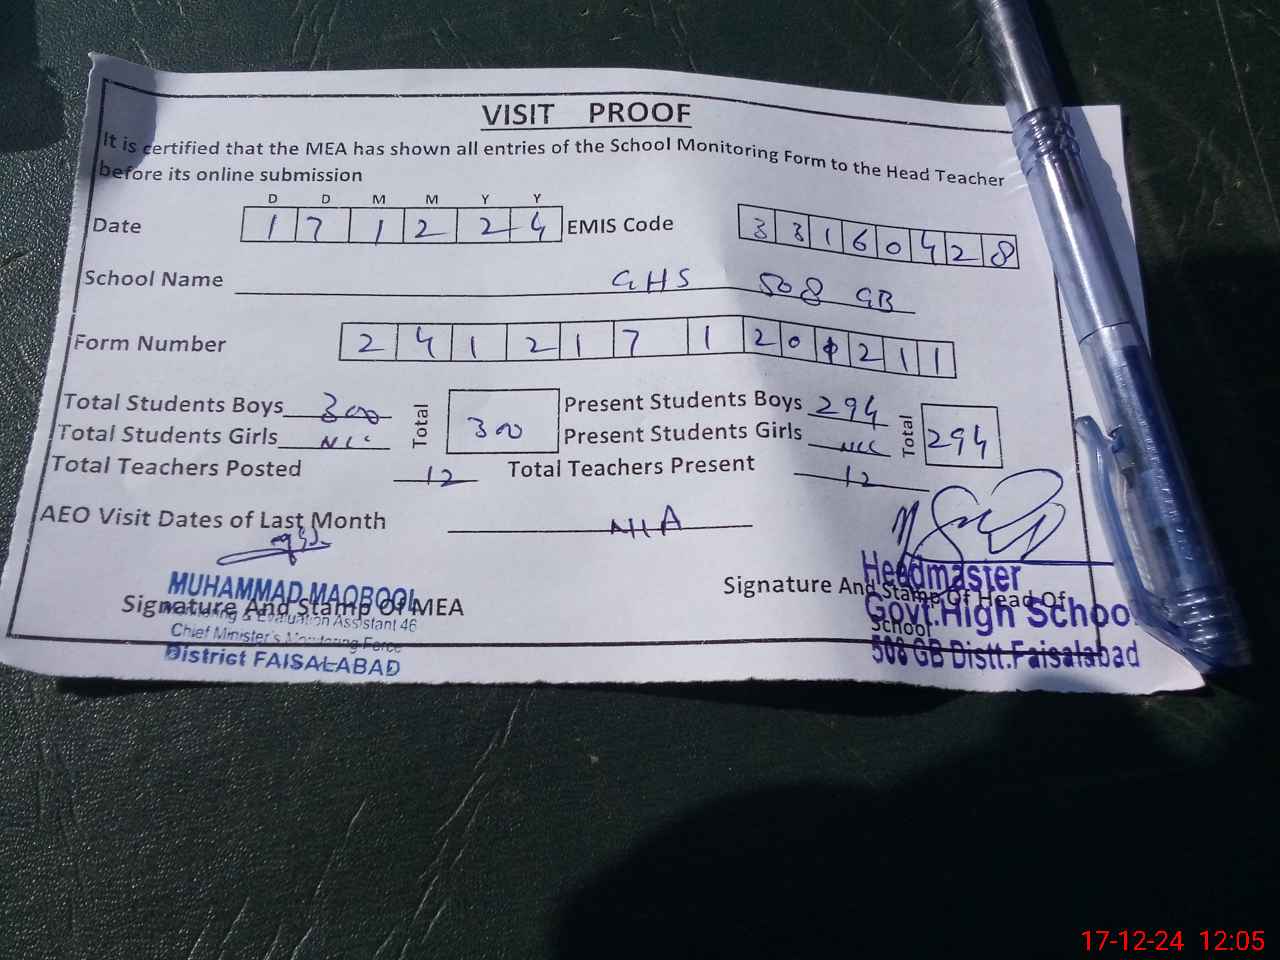 VISIT PROOF
It is certified that the MEA has shown all entries of the School Monitoring Form to the Head Teacher
before its online submission
D D M M Y Y
Date 1 7 1 2 2 4 EMIS Code 3 3 1 6 0 4 2 8
School Name GHS 508 GB
Form Number 2 4 1 2 1 7 1 2 0 2 1 1
Total Students Boys 300 Total 300 Present Students Boys 294 Total 294
Total Students Girls Present Students Girls
Total Teachers Posted 12 Total Teachers Present 12
AEO Visit Dates of Last Month N/A
Signature And Stamp Of MEA
MUHAMMAD MAQBOOL
Monitoring & Evaluation Assistant 46
Chief Minister's Monitoring Force
District FAISALABAD
Signature And Stamp Of Head Of
School
Headmaster
Govt. High School
508 GB Distt. Faisalabad
17-12-24 12:05